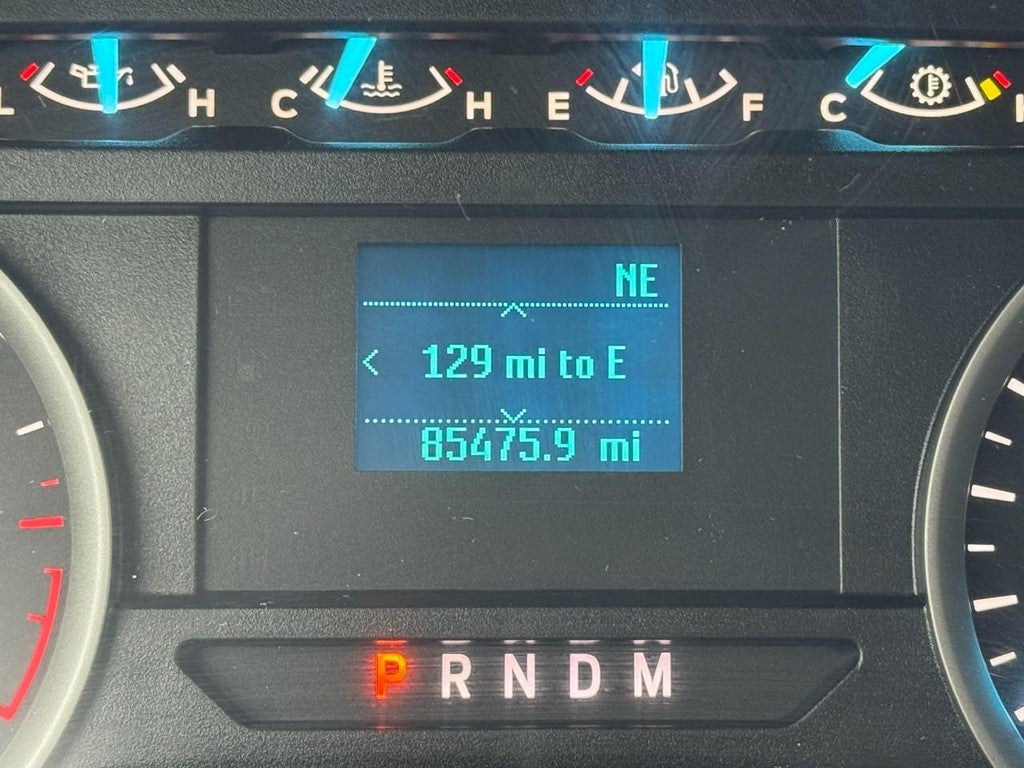 L H C H E F C H
NE
129 mi to E
85475.9 mi
P R N D M